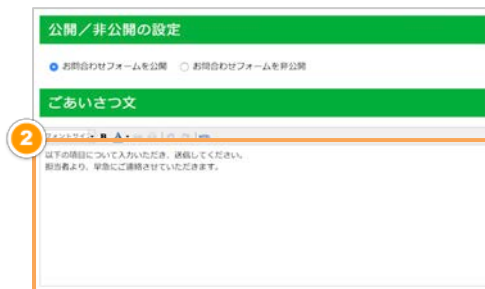 公開／非公開の設定
お問合わせフォームを公開 お問合わせフォームを非公開
ごあいさつ文
2
B A
以下の項目について入力いただき、送信してください。
担当者より、早急にご連絡させていただきます。